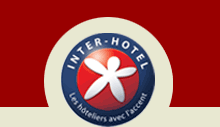 INTER-HOTEL
Les hôteliers avec l'accent